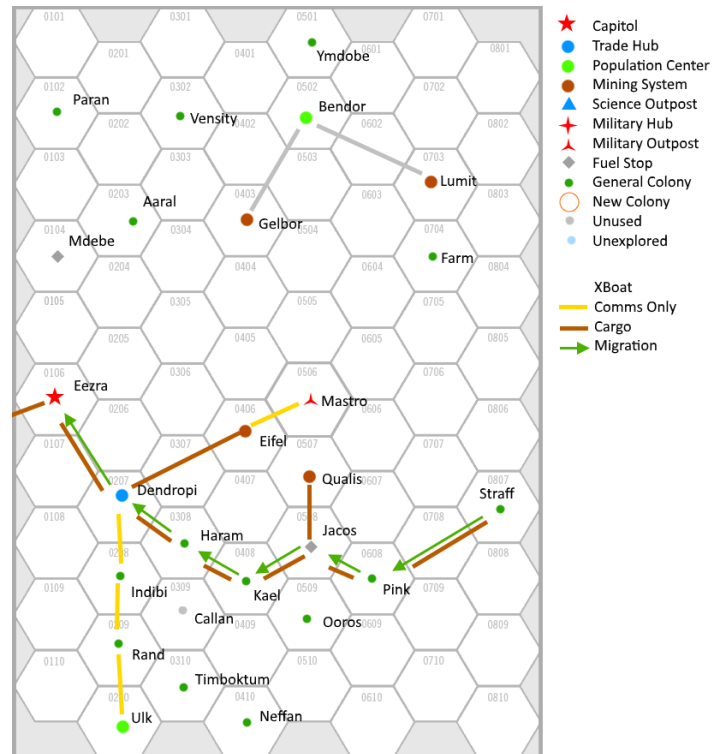 0101
0301
0501
0701
0201
0401
0601
0801
Ymdobe
0102
Paran
0302
Vensity
0502
Bendor
0702
0202
0402
0602
0802
0103
0303
0503
0703
Lumit
0203
Aaral
0403
Gelbor
0603
0803
0104
Mdebe
0304
0504
0704
Farm
0204
0404
0604
0804
0105
0305
0505
0705
0205
0405
0605
0805
0106
Eezra
0306
0506
Mastro
0706
0206
0406
Eifel
0606
0806
0107
0307
0507
Qualis
0707
0207
Dendropi
0407
0607
Straff
0807
0108
0308
Haram
Jacos
0708
0208
Indibi
0408
Kael
0608
Pink
0808
0109
0309
Callan
Ooros
0709
0209
Rand
0409
0609
0809
0110
0310
Timboktum
0510
0710
Ulk
0410
Neffan
0610
0810
Capitol
Trade Hub
Population Center
Mining System
Science Outpost
Military Hub
Military Outpost
Fuel Stop
General Colony
New Colony
Unused
Unexplored
XBoat
Comms Only
Cargo
Migration